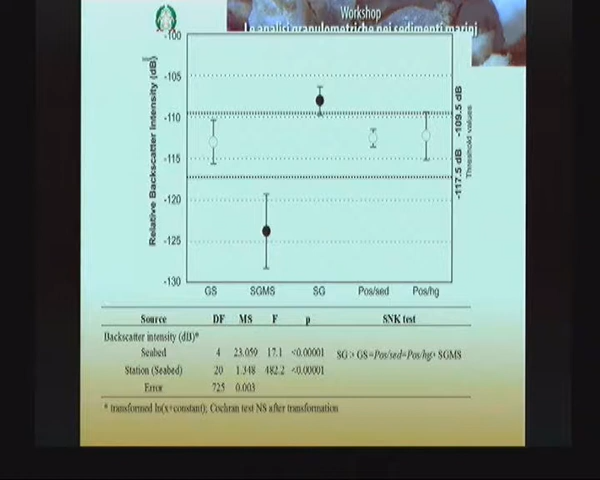 Workshop
Le analisi granulometriche nei sedimenti marini
Relative Backscatter Intensity (dB)
-100
-105
-110
-115
-120
-125
-130
GS SGMS SG Pos/sed Pos/hg
-117.5 dB -109.5 dB
Threshold values
Source DF MS F p SNK test
Backscatter intensity (dB)*
Seabed 4 23.059 17.1 <0.00001 SG > GS=Pos/sed=Pos/hg> SGMS
Station (Seabed) 20 1.348 482.2 <0.00001
Error 725 0.003
* transformed ln(x+constant); Cochran test NS after transformation